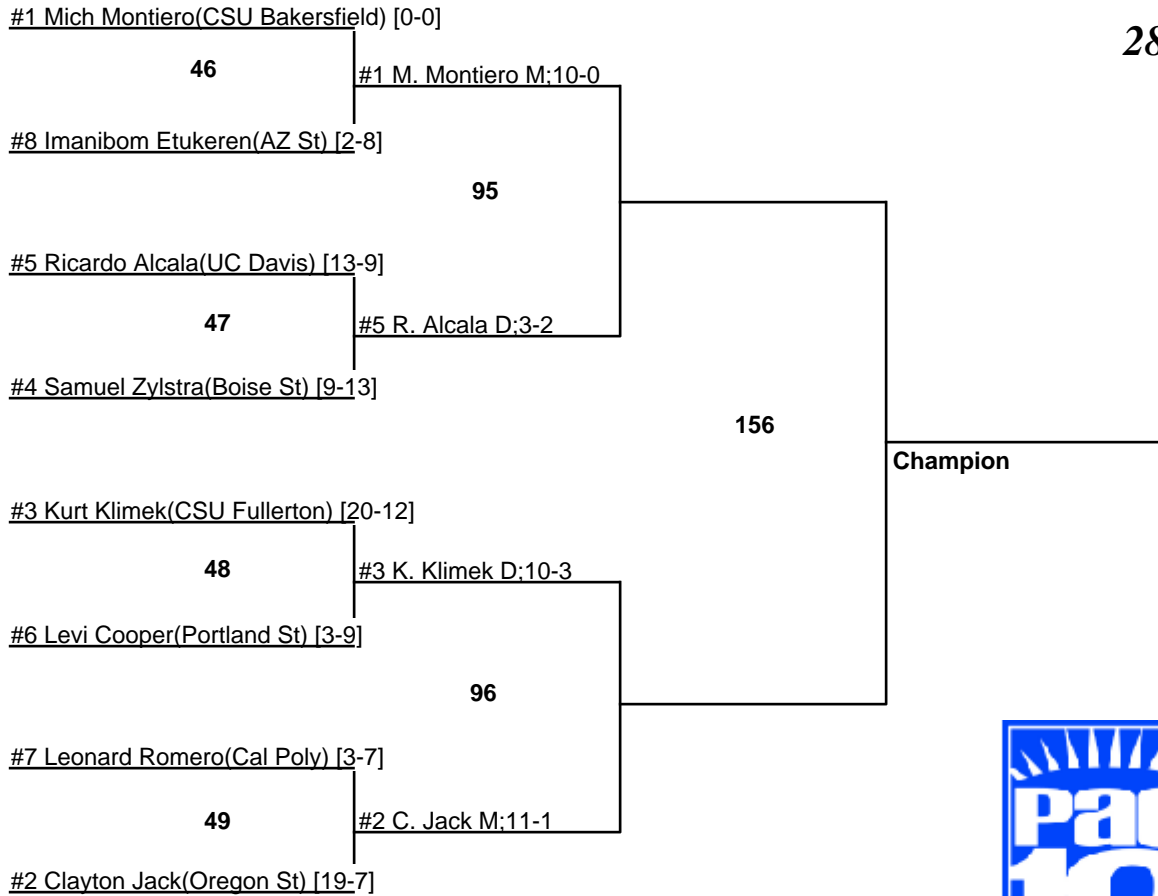 #1 Mich Montiero(CSU Bakersfield) [0-0]
28
46
#1 M. Montiero M;10-0
#8 Imanibom Etukeren(AZ St) [2-8]
95
#5 Ricardo Alcala(UC Davis) [13-9]
47
#5 R. Alcala D;3-2
#4 Samuel Zylstra(Boise St) [9-13]
156
Champion
#3 Kurt Klimek(CSU Fullerton) [20-12]
48
#3 K. Klimek D;10-3
#6 Levi Cooper(Portland St) [3-9]
96
#7 Leonard Romero(Cal Poly) [3-7]
49
#2 C. Jack M;11-1
#2 Clayton Jack(Oregon St) [19-7]